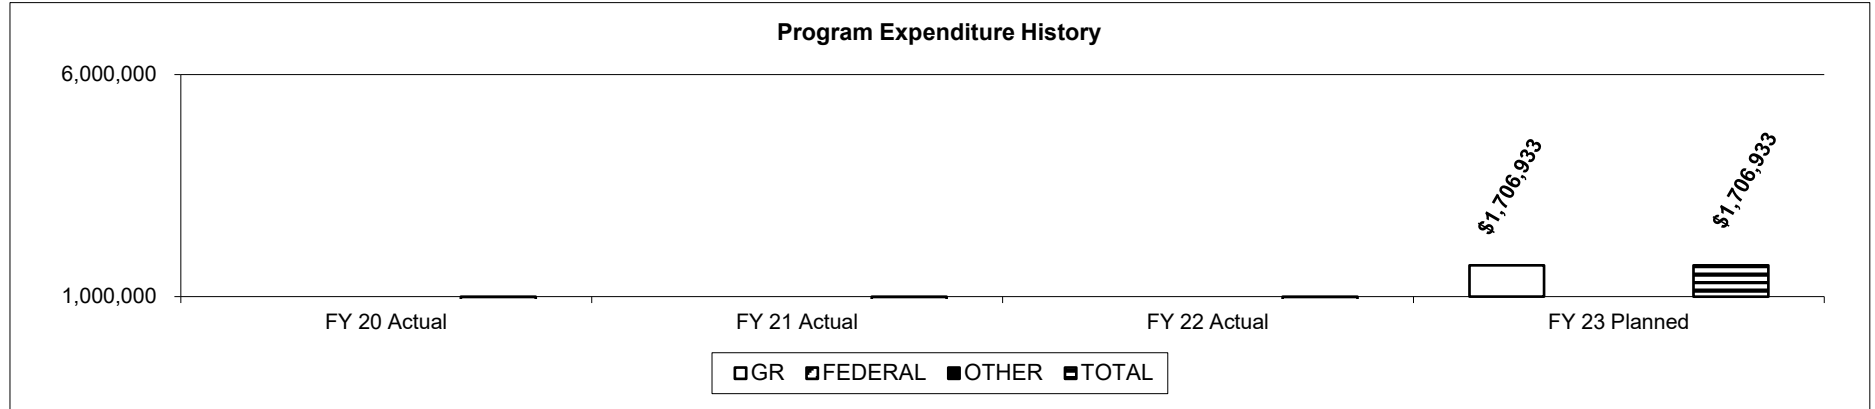 Program Expenditure History
6,000,000
$1,706,933
$1,706,933
1,000,000
FY 20 Actual FY 21 Actual FY 22 Actual FY 23 Planned
GR FEDERAL OTHER TOTAL